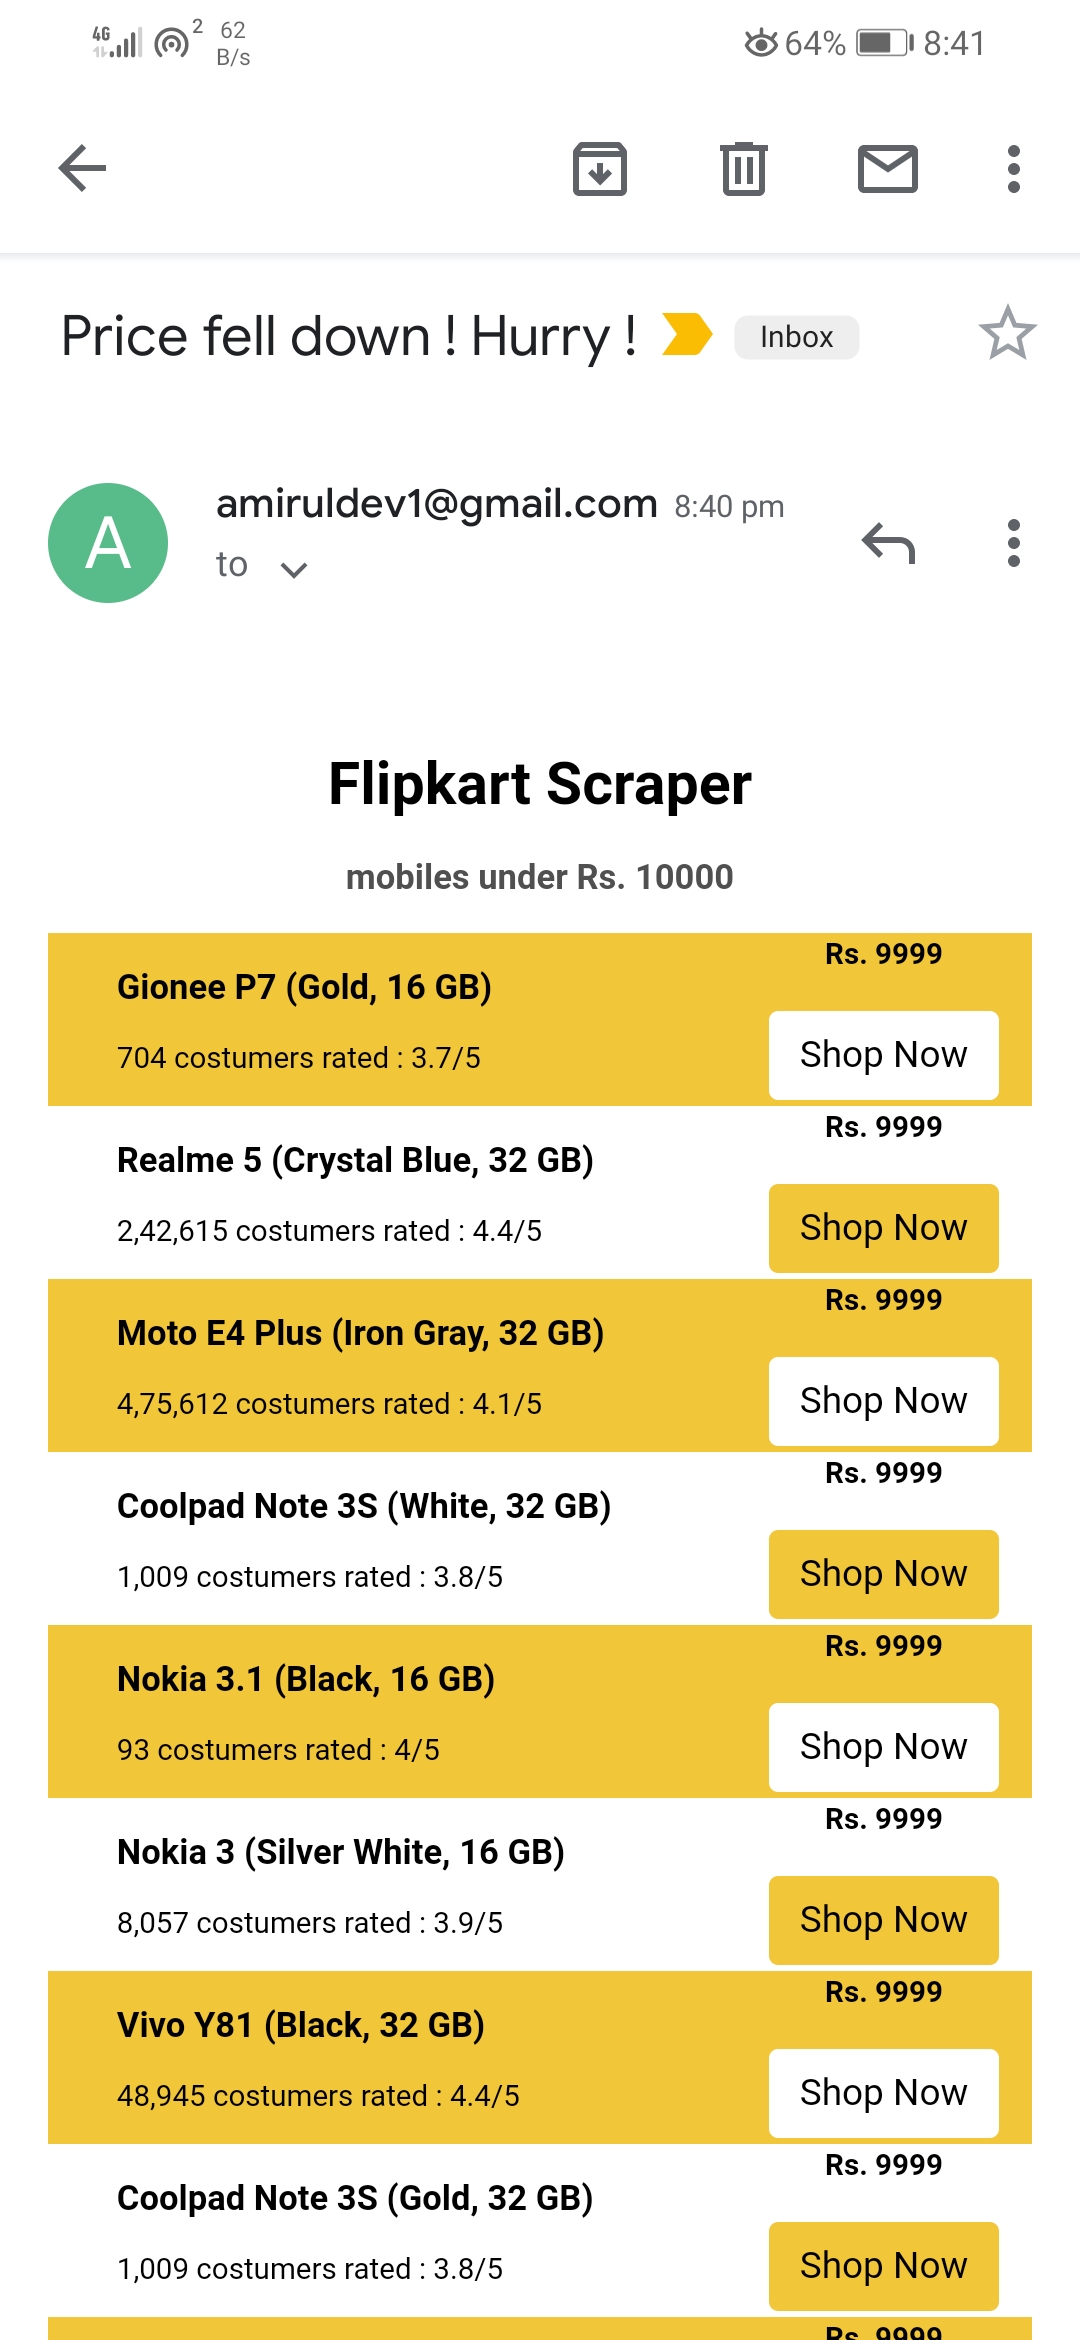 4G 2 62 B/s 64% 8:41
Price fell down ! Hurry ! Inbox
A
amiruldev1@gmail.com 8:40 pm
to
Flipkart Scraper
mobiles under Rs. 10000
Rs. 9999
Gionee P7 (Gold, 16 GB)
704 costumers rated : 3.7/5
Shop Now
Rs. 9999
Realme 5 (Crystal Blue, 32 GB)
2,42,615 costumers rated : 4.4/5
Shop Now
Rs. 9999
Moto E4 Plus (Iron Gray, 32 GB)
4,75,612 costumers rated : 4.1/5
Shop Now
Rs. 9999
Coolpad Note 3S (White, 32 GB)
1,009 costumers rated : 3.8/5
Shop Now
Rs. 9999
Nokia 3.1 (Black, 16 GB)
93 costumers rated : 4/5
Shop Now
Rs. 9999
Nokia 3 (Silver White, 16 GB)
8,057 costumers rated : 3.9/5
Shop Now
Rs. 9999
Vivo Y81 (Black, 32 GB)
48,945 costumers rated : 4.4/5
Shop Now
Rs. 9999
Coolpad Note 3S (Gold, 32 GB)
1,009 costumers rated : 3.8/5
Shop Now
Rs. 9999